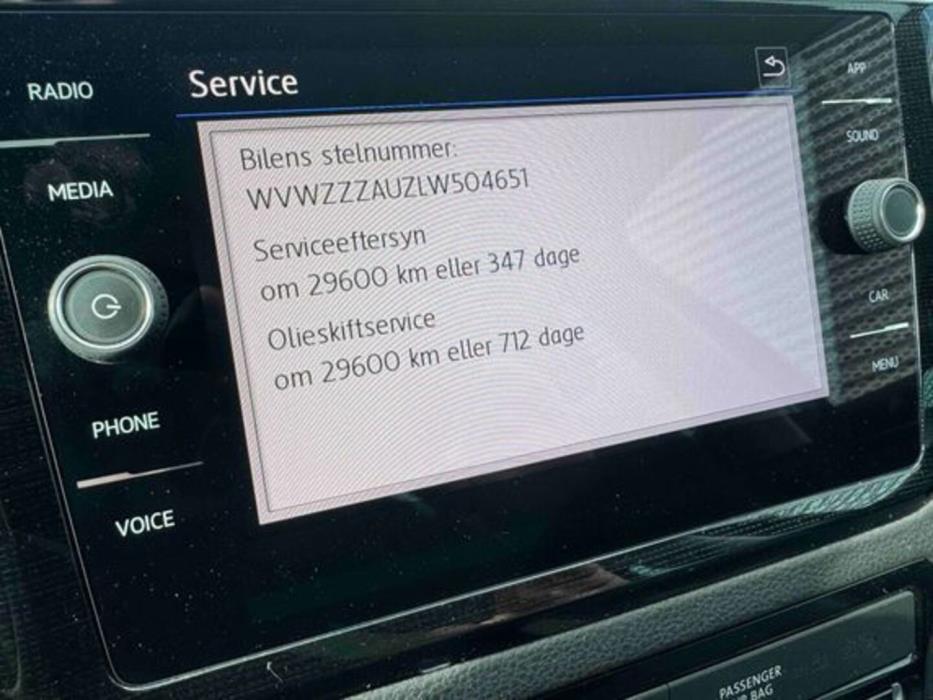 RADIO
MEDIA
PHONE
VOICE
Service
Bilens stelnummer:
WVWZZZAUZLW504651
Serviceeftersyn
om 29600 km eller 347 dage
Olieskiftservice
om 29600 km eller 712 dage
APP
SOUND
CAR
MENU
PASSENGER
BAG